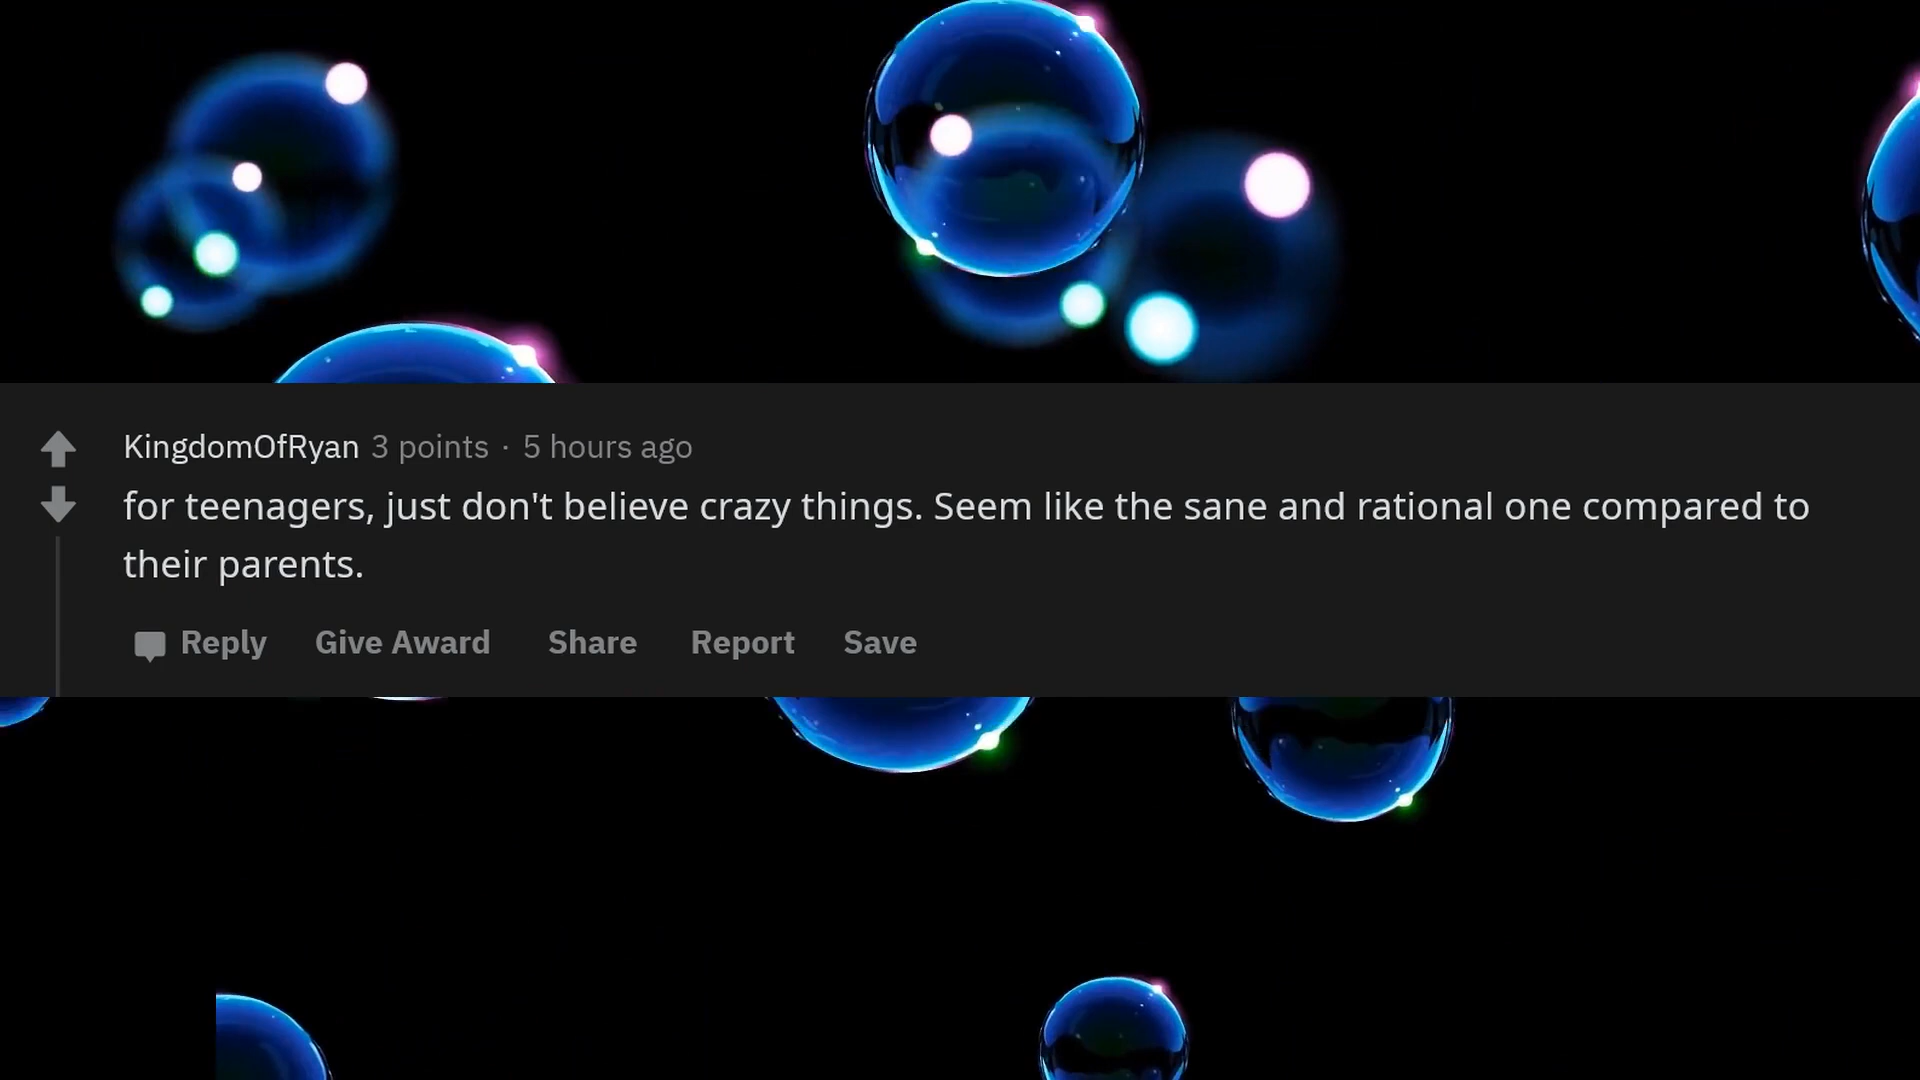 KingdomOfRyan 3 points · 5 hours ago
for teenagers, just don't believe crazy things. Seem like the sane and rational one compared to
their parents.
Reply Give Award Share Report Save